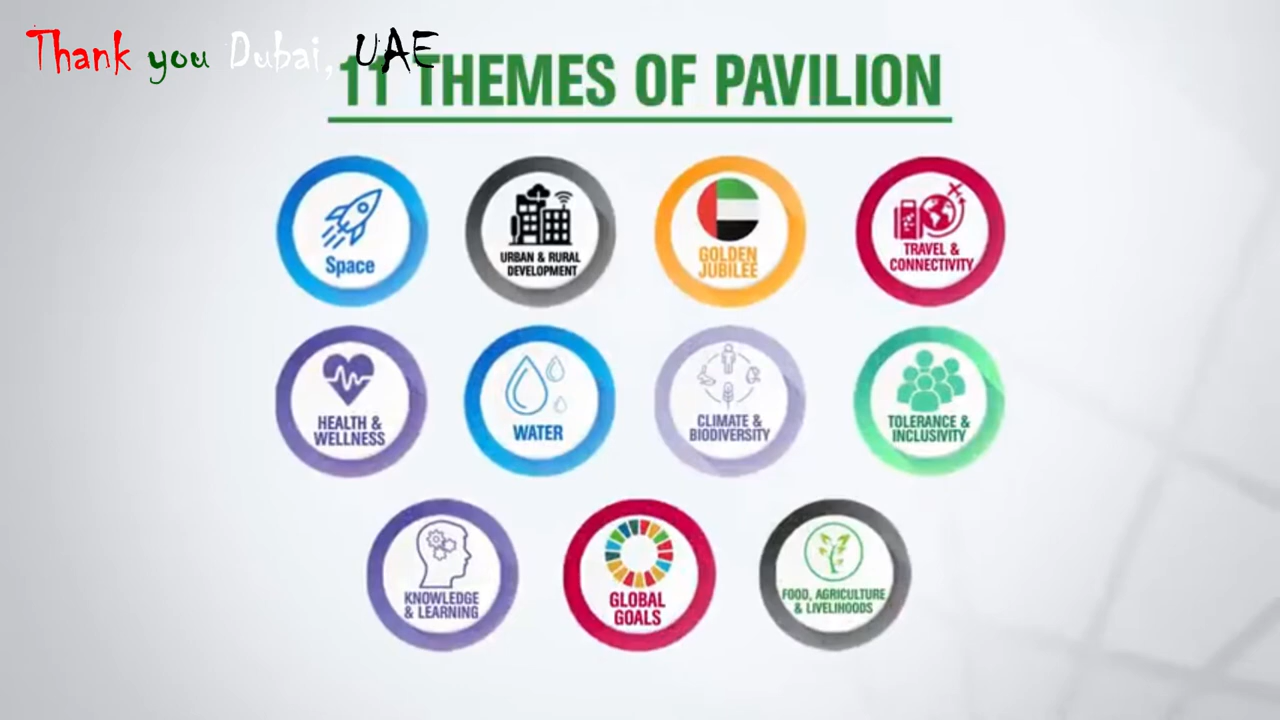 Thank you Dubai, UAE
11 THEMES OF PAVILION
Space
URBAN & RURAL
DEVELOPMENT
GOLDEN
JUBILEE
TRAVEL &
CONNECTIVITY
HEALTH &
WELLNESS
WATER
CLIMATE &
BIODIVERSITY
TOLERANCE &
INCLUSIVITY
KNOWLEDGE
& LEARNING
GLOBAL
GOALS
FOOD, AGRICULTURE
& LIVELIHOODS